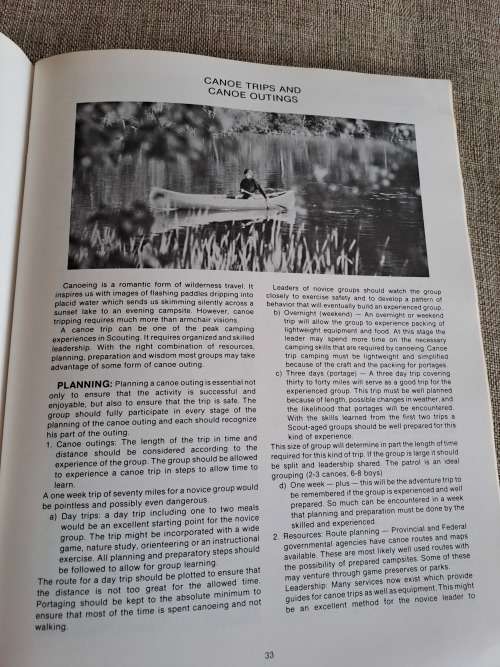 CANOE TRIPS AND
CANOE OUTINGS
Canoeing is a romantic form of wilderness travel. It
inspires us with images of flashing paddles dripping into
placid water which sends us skimming silently across a
sunset lake to an evening campsite. However, canoe
tripping requires much more than armchair visions.
A canoe trip can be one of the peak camping
experiences in Scouting. It requires organized and skilled
leadership. With the right combination of resources,
planning, preparation and wisdom most groups may take
advantage of some form of canoe outing.
PLANNING: Planning a canoe outing is essential not
only to ensure that the activity is successful and
enjoyable, but also to ensure that the trip is safe. The
group should fully participate in every stage of the
planning of the canoe outing and each should recognize
his part of the outing.
1. Canoe outings: The length of the trip in time and
distance should be considered according to the
experience of the group. The group should be allowed
to experience a canoe trip in steps to allow time to
learn.
A one week trip of seventy miles for a novice group would
be pointless and possibly even dangerous.
a) Day trips: a day trip including one to two meals
would be an excellent starting point for the novice
group. The trip might be incorporated with a wide
game, nature study, orienteering or an instructional
exercise. All planning and preparatory steps should
be followed to allow for group learning.
The route for a day trip should be plotted to ensure that
the distance is not too great for the allowed time.
Portaging should be kept to the absolute minimum to
ensure that most of the time is spent canoeing and not
walking.
Leaders of novice groups should watch the group
closely to exercise safety and to develop a pattern of
behavior that will eventually build an experienced group.
b) Overnight (weekend) — An overnight or weekend
trip will allow the group to experience packing of
lightweight equipment and food. At this stage the
leader may spend more time on the necessary
camping skills that are required by canoeing. Canoe
trip camping must be lightweight and simplified
because of the craft and the packing for portages.
c) Three days (portage) — A three day trip covering
thirty to forty miles will serve as a good trip for the
experienced group. This trip must be well planned
because of length, possible changes in weather, and
the likelihood that portages will be encountered.
With the skills learned from the first two trips a
Scout-aged groups should be well prepared for this
kind of experience.
This size of group will determine in part the length of time
required for this kind of trip. If the group is large it should
be split and leadership shared. The patrol is an ideal
grouping (2-3 canoes, 6-8 boys)
d) One week — plus — this will be the adventure trip to
be remembered if the group is experienced and well
prepared. So much can be encountered in a week
that planning and preparation must be done by the
skilled and experienced.
2. Resources: Route planning — Provincial and Federal
governmental agencies have canoe routes and maps
available. These are most likely well used routes with
the possibility of prepared campsites. Some of these
may venture through game preserves or parks.
Leadership: Many services now exist which provide
guides for canoe trips as well as equipment. This might
be an excellent method for the novice leader to
33